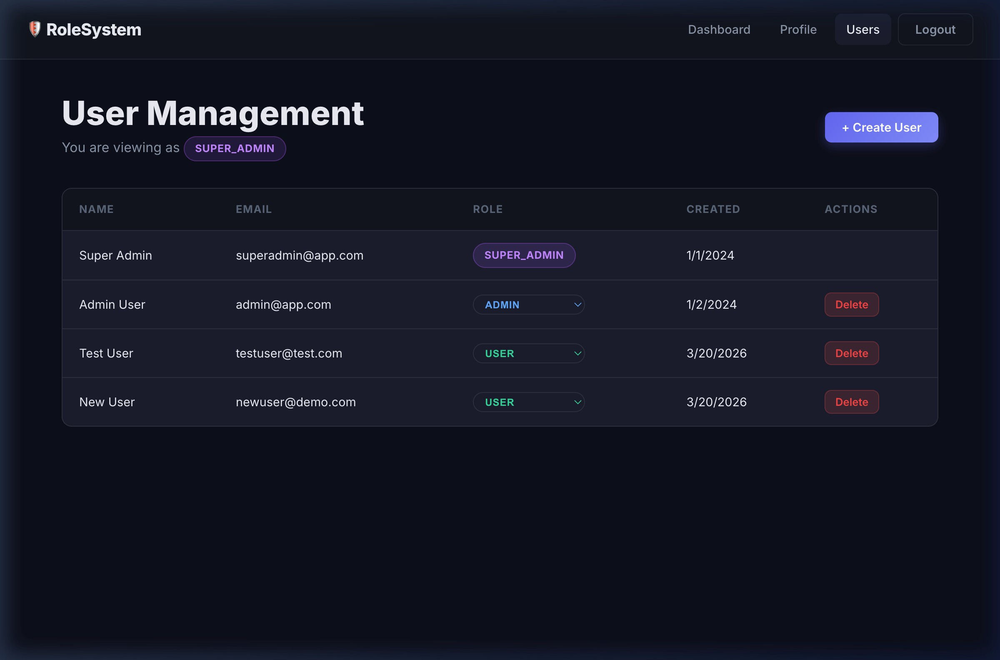 RoleSystem
Dashboard Profile Users Logout
User Management
+ Create User
You are viewing as SUPER_ADMIN
NAME EMAIL ROLE CREATED ACTIONS
Super Admin superadmin@app.com SUPER_ADMIN 1/1/2024
Admin User admin@app.com ADMIN 1/2/2024 Delete
Test User testuser@test.com USER 3/20/2026 Delete
New User newuser@demo.com USER 3/20/2026 Delete